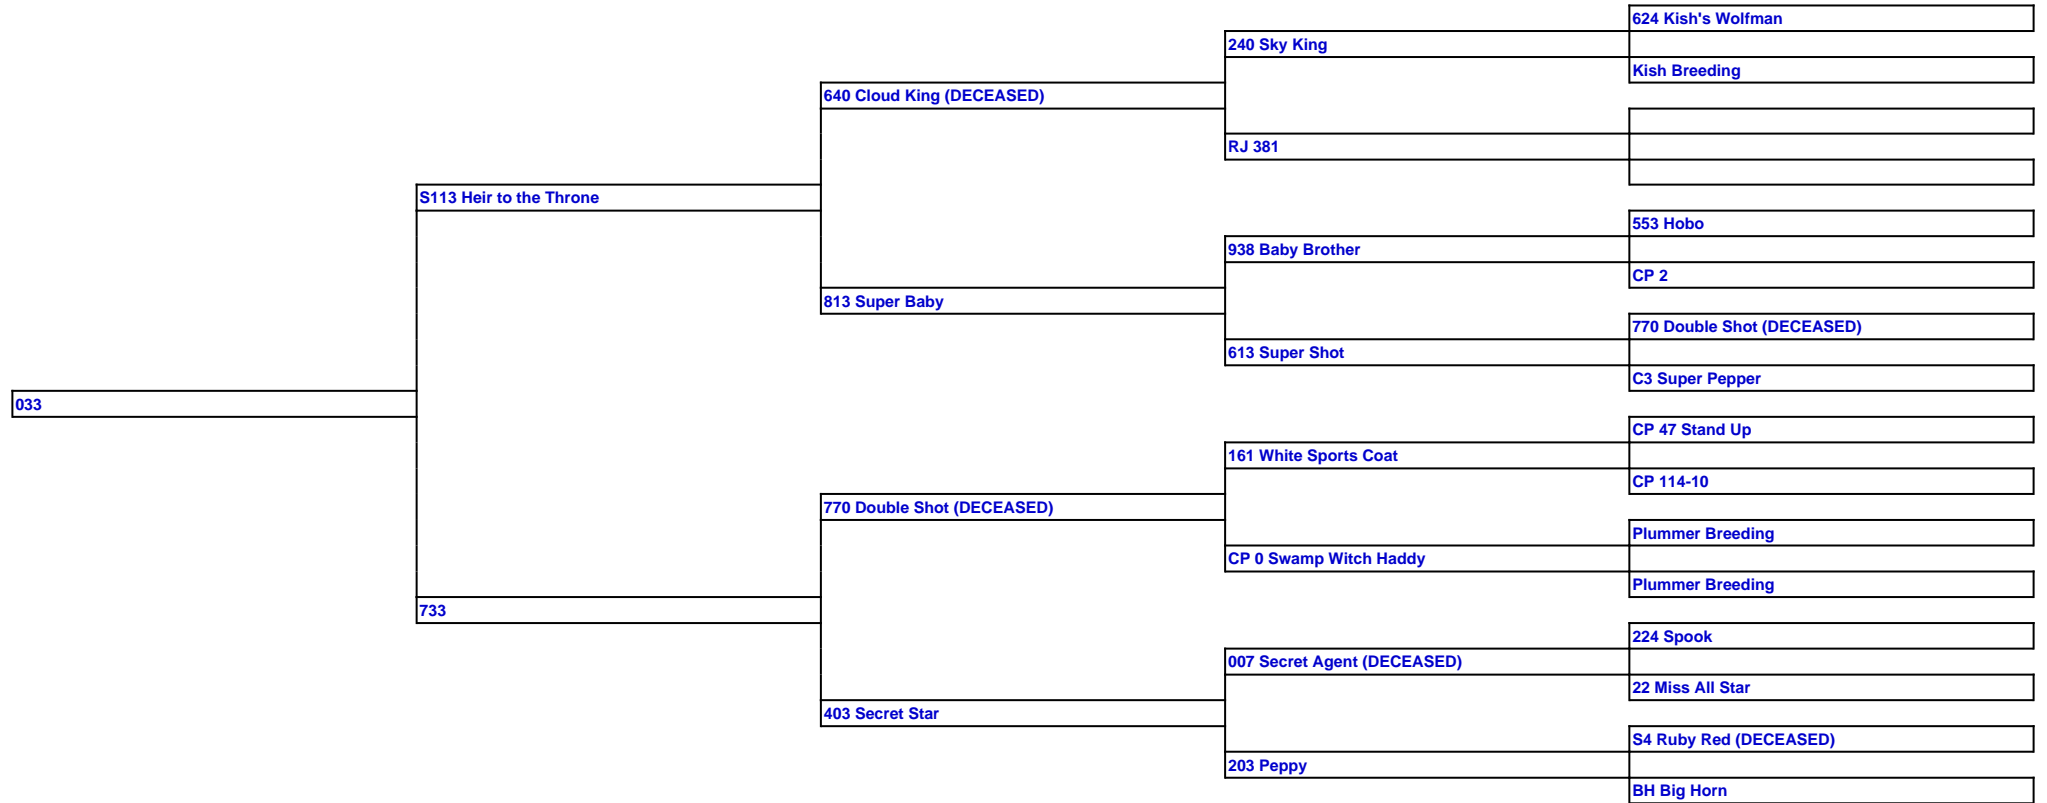 624 Kish's Wolfman
240 Sky King
Kish Breeding
640 Cloud King (DECEASED)
RJ 381
S113 Heir to the Throne
553 Hobo
938 Baby Brother
CP 2
813 Super Baby
770 Double Shot (DECEASED)
613 Super Shot
C3 Super Pepper
033
CP 47 Stand Up
161 White Sports Coat
CP 114-10
770 Double Shot (DECEASED)
Plummer Breeding
CP 0 Swamp Witch Haddy
Plummer Breeding
733
224 Spook
007 Secret Agent (DECEASED)
22 Miss All Star
403 Secret Star
S4 Ruby Red (DECEASED)
203 Peppy
BH Big Horn